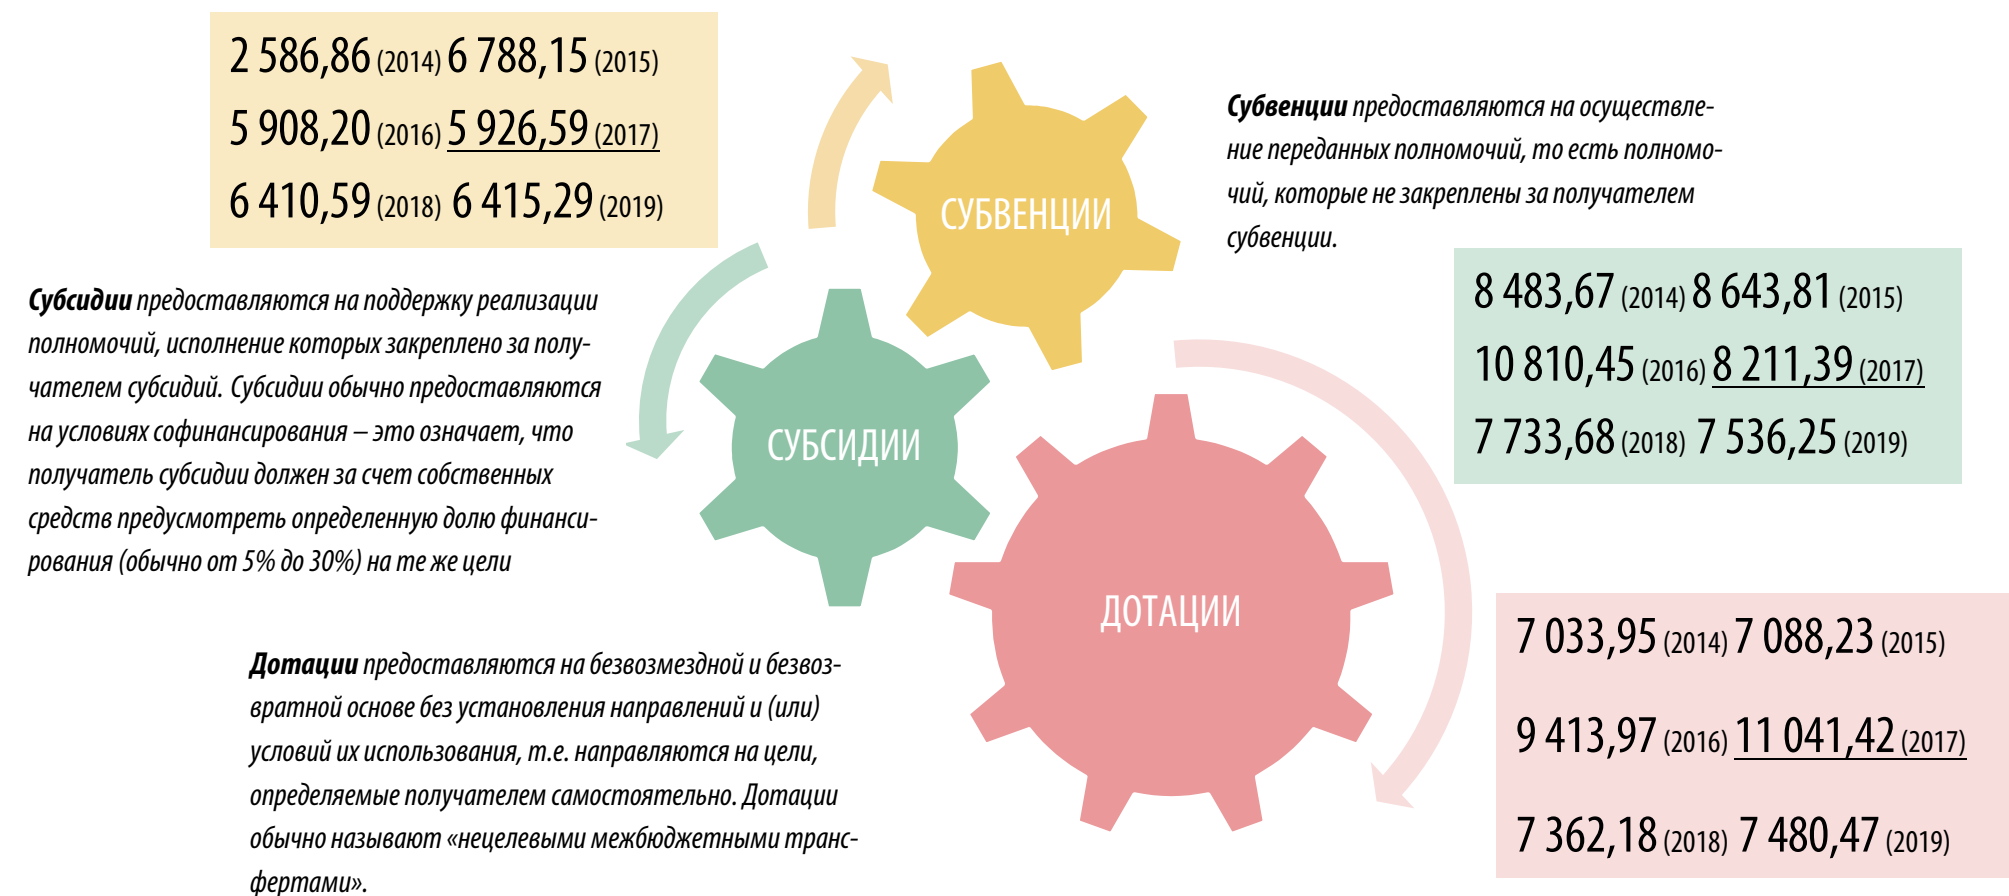 2 586,86 (2014) 6 788,15 (2015)
5 908,20 (2016) 5 926,59 (2017)
6 410,59 (2018) 6 415,29 (2019)
СУБВЕНЦИИ
Субвенции предоставляются на осуществле-
ние переданных полномочий, то есть полномо-
чий, которые не закреплены за получателем
субвенции.
8 483,67 (2014) 8 643,81 (2015)
10 810,45 (2016) 8 211,39 (2017)
7 733,68 (2018) 7 536,25 (2019)
Субсидии предоставляются на поддержку реализации
полномочий, исполнение которых закреплено за полу-
чателем субсидий. Субсидии обычно предоставляются
на условиях софинансирования – это означает, что
получатель субсидии должен за счет собственных
средств предусмотреть определенную долю финанси-
рования (обычно от 5% до 30%) на те же цели
СУБСИДИИ
ДОТАЦИИ
7 033,95 (2014) 7 088,23 (2015)
9 413,97 (2016) 11 041,42 (2017)
7 362,18 (2018) 7 480,47 (2019)
Дотации предоставляются на безвозмездной и безвоз-
вратной основе без установления направлений и (или)
условий их использования, т.е. направляются на цели,
определяемые получателем самостоятельно. Дотации
обычно называют «нецелевыми межбюджетными транс-
фертами».